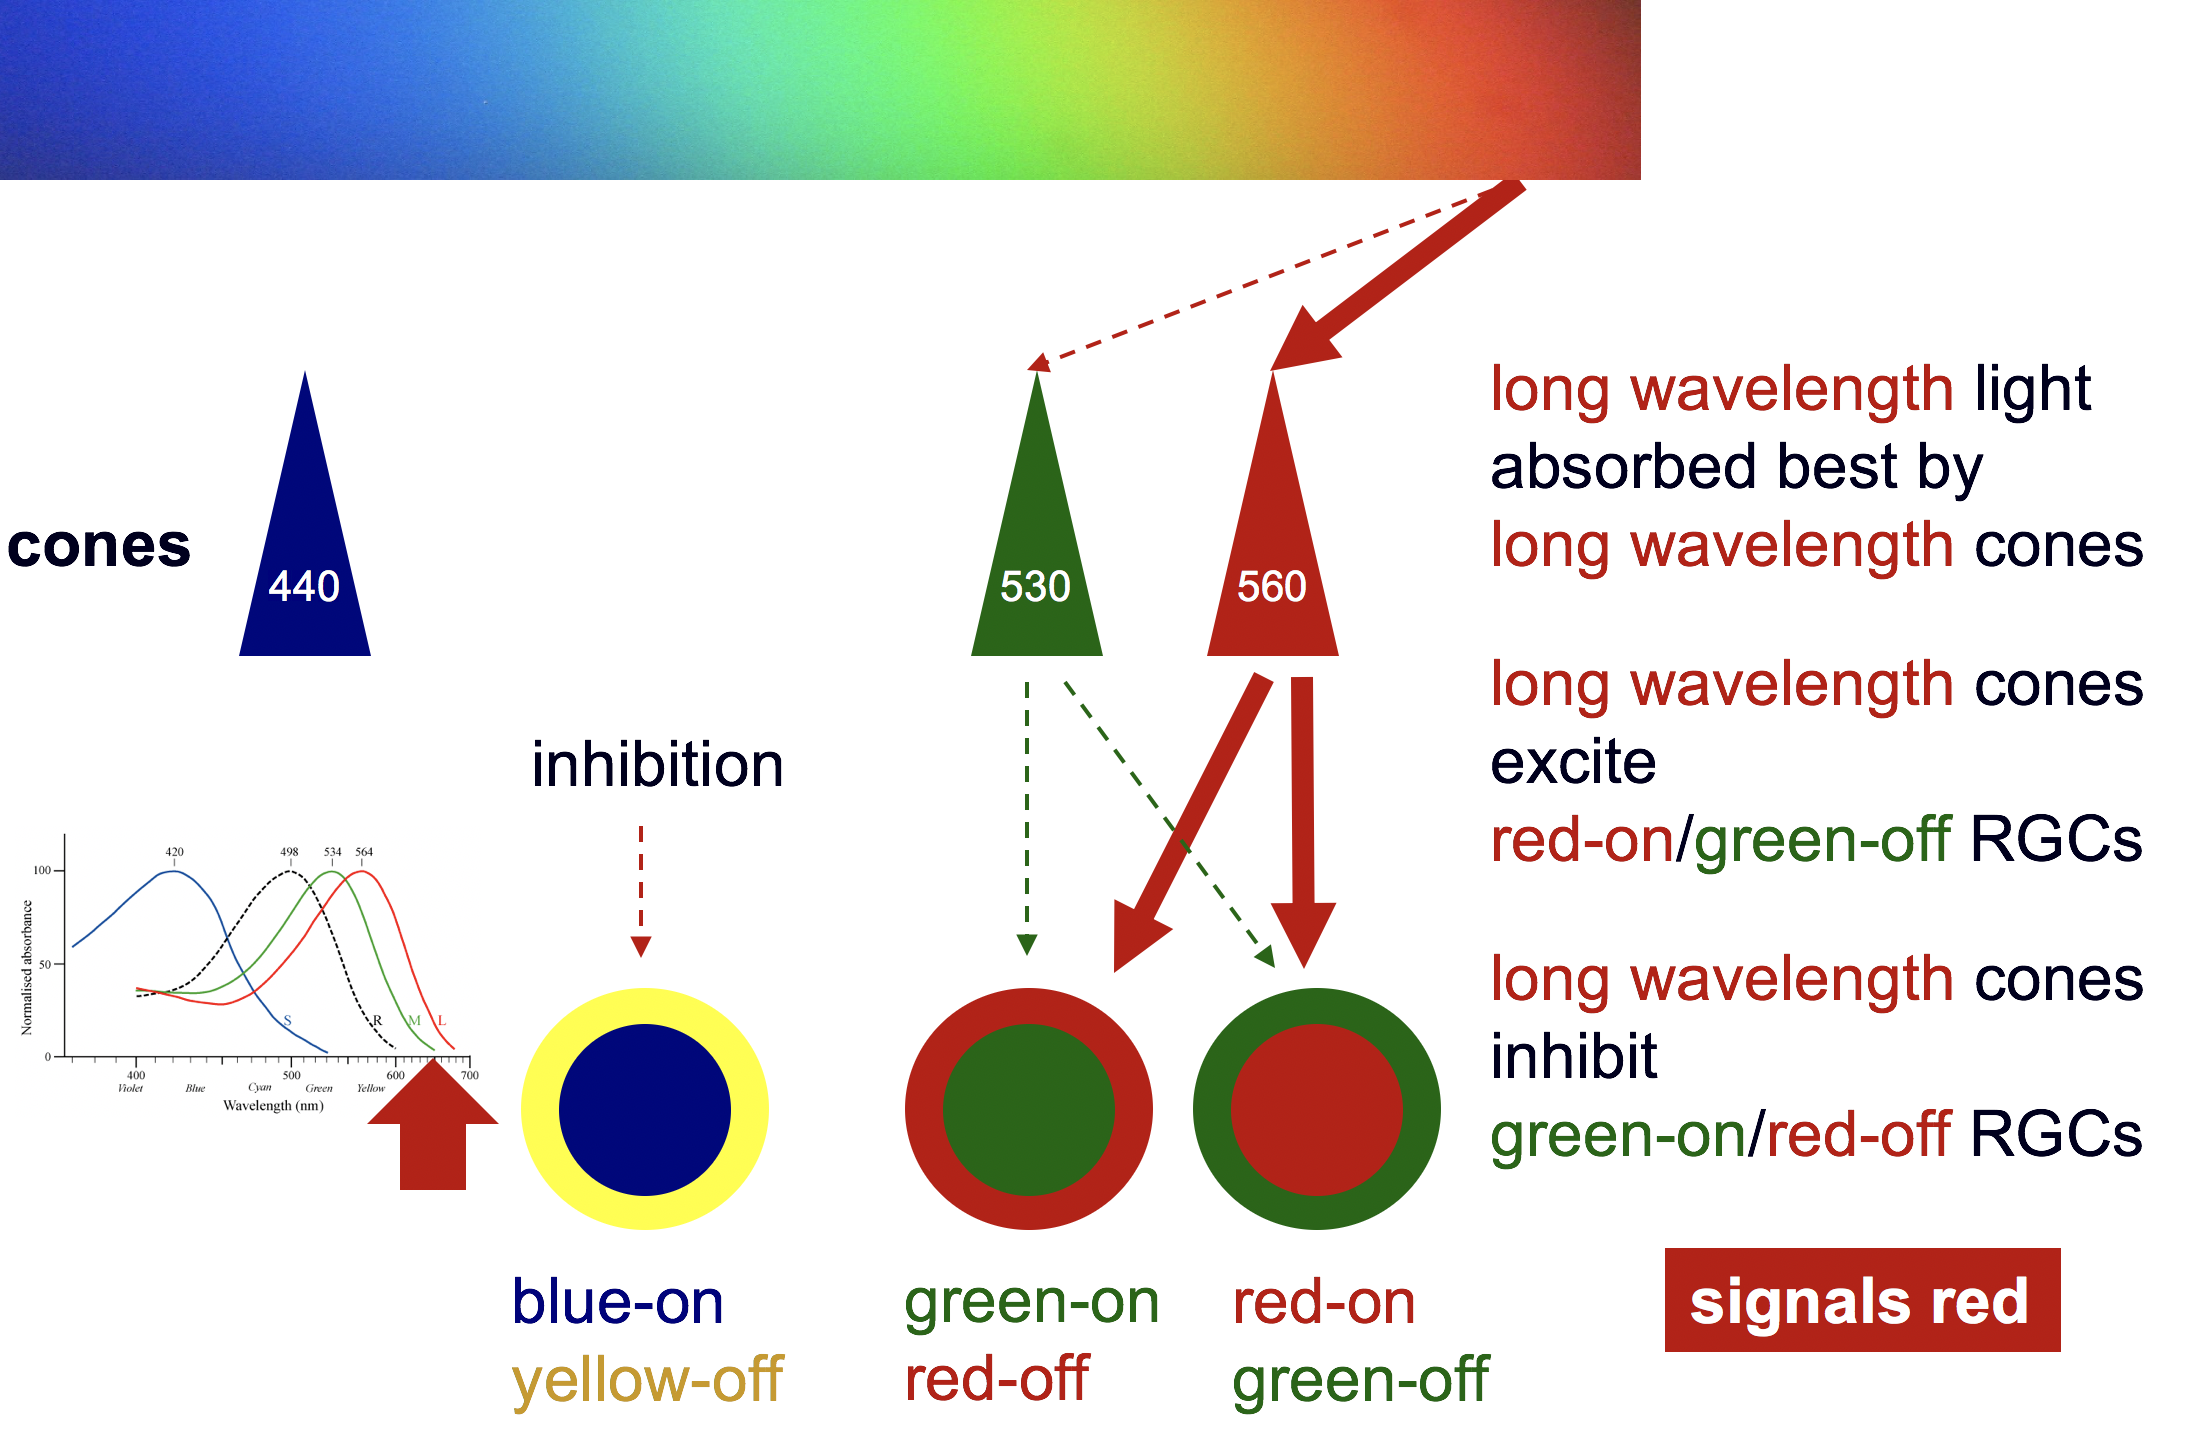 long wavelength light
absorbed best by
long wavelength cones
cones
440
530
560
long wavelength cones
excite
red-on/green-off RGCs
inhibition
420
498
534
564
100
50
0
Normalised absorbance
S
R
M
L
400
500
600
700
Violet
Blue
Cyan
Green
Yellow
Wavelength (nm)
long wavelength cones
inhibit
green-on/red-off RGCs
blue-on
yellow-off
green-on
red-off
red-on
green-off
signals red